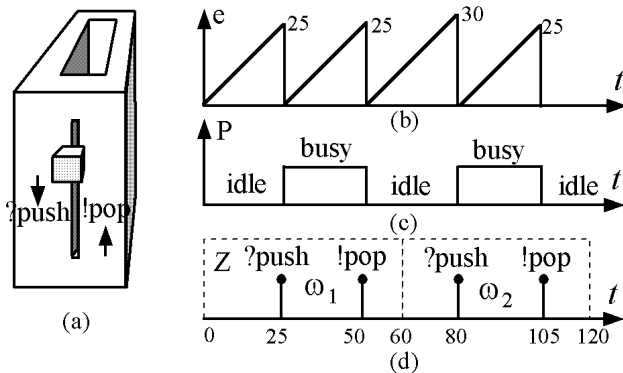 ?push
!pop
(a)
e
25
25
30
25
t
(b)
P
idle
busy
idle
busy
idle
t
(c)
Z
?push
!pop
ω1
?push
!pop
ω2
t
0
25
50
60
80
105
120
(d)